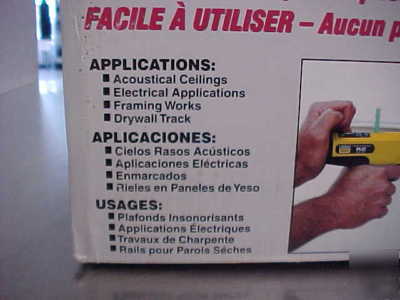 FACILE À UTILISER – Aucun
APPLICATIONS:
Acoustical Ceilings
Electrical Applications
Framing Works
Drywall Track
APLICACIONES:
Cielos Rasos Acústicos
Aplicaciones Eléctricas
Enmarcados
Rieles en Paneles de Yeso
USAGES:
Plafonds Insonorisants
Applications Électriques
Travaux de Charpente
Rails pour Parois Séches